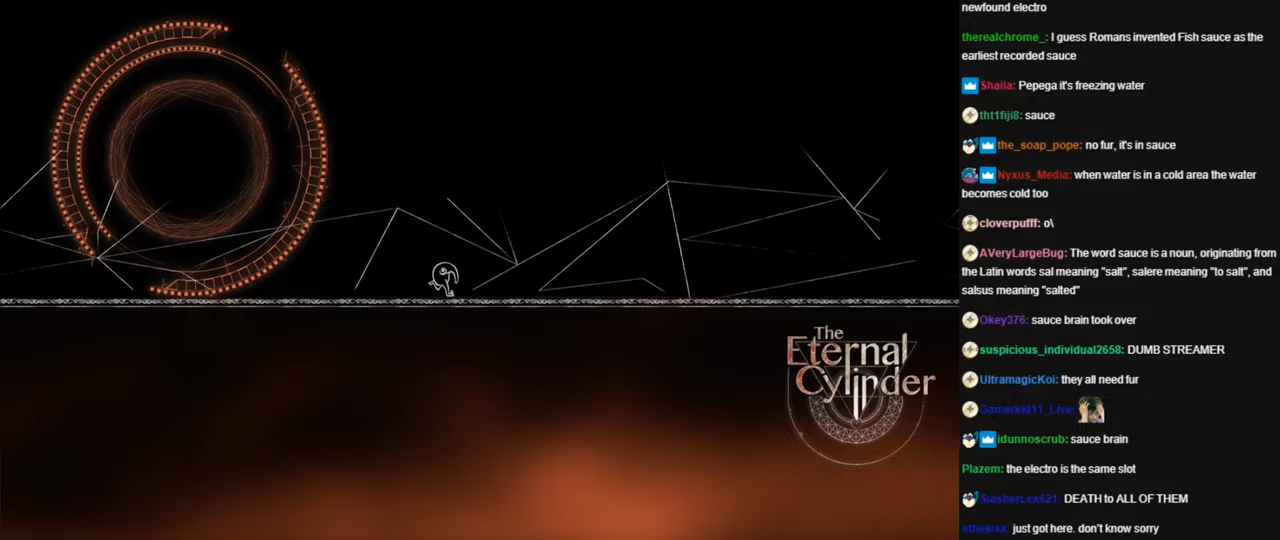 The
Eternal
Cylinder
newfound electro
therealchrome_: I guess Romans invented Fish sauce as the
earliest recorded sauce
Shaila: Pepega it's freezing water
tht1fiji8: sauce
the_soap_pope: no fur, it's in sauce
Nyxus_Media: when water is in a cold area the water
becomes cold too
cloverpufff: o\
AVeryLargeBug: The word sauce is a noun, originating from
the Latin words sal meaning "salt", salere meaning "to salt", and
salsus meaning "salted"
Okey376: sauce brain took over
suspicious_individual2658: DUMB STREAMER
UltramagicKoi: they all need fur
Gamerkid11_Live:
idunnoscrub: sauce brain
Plazem: the electro is the same slot
DEATH to ALL OF THEM
just got here. don't know sorry